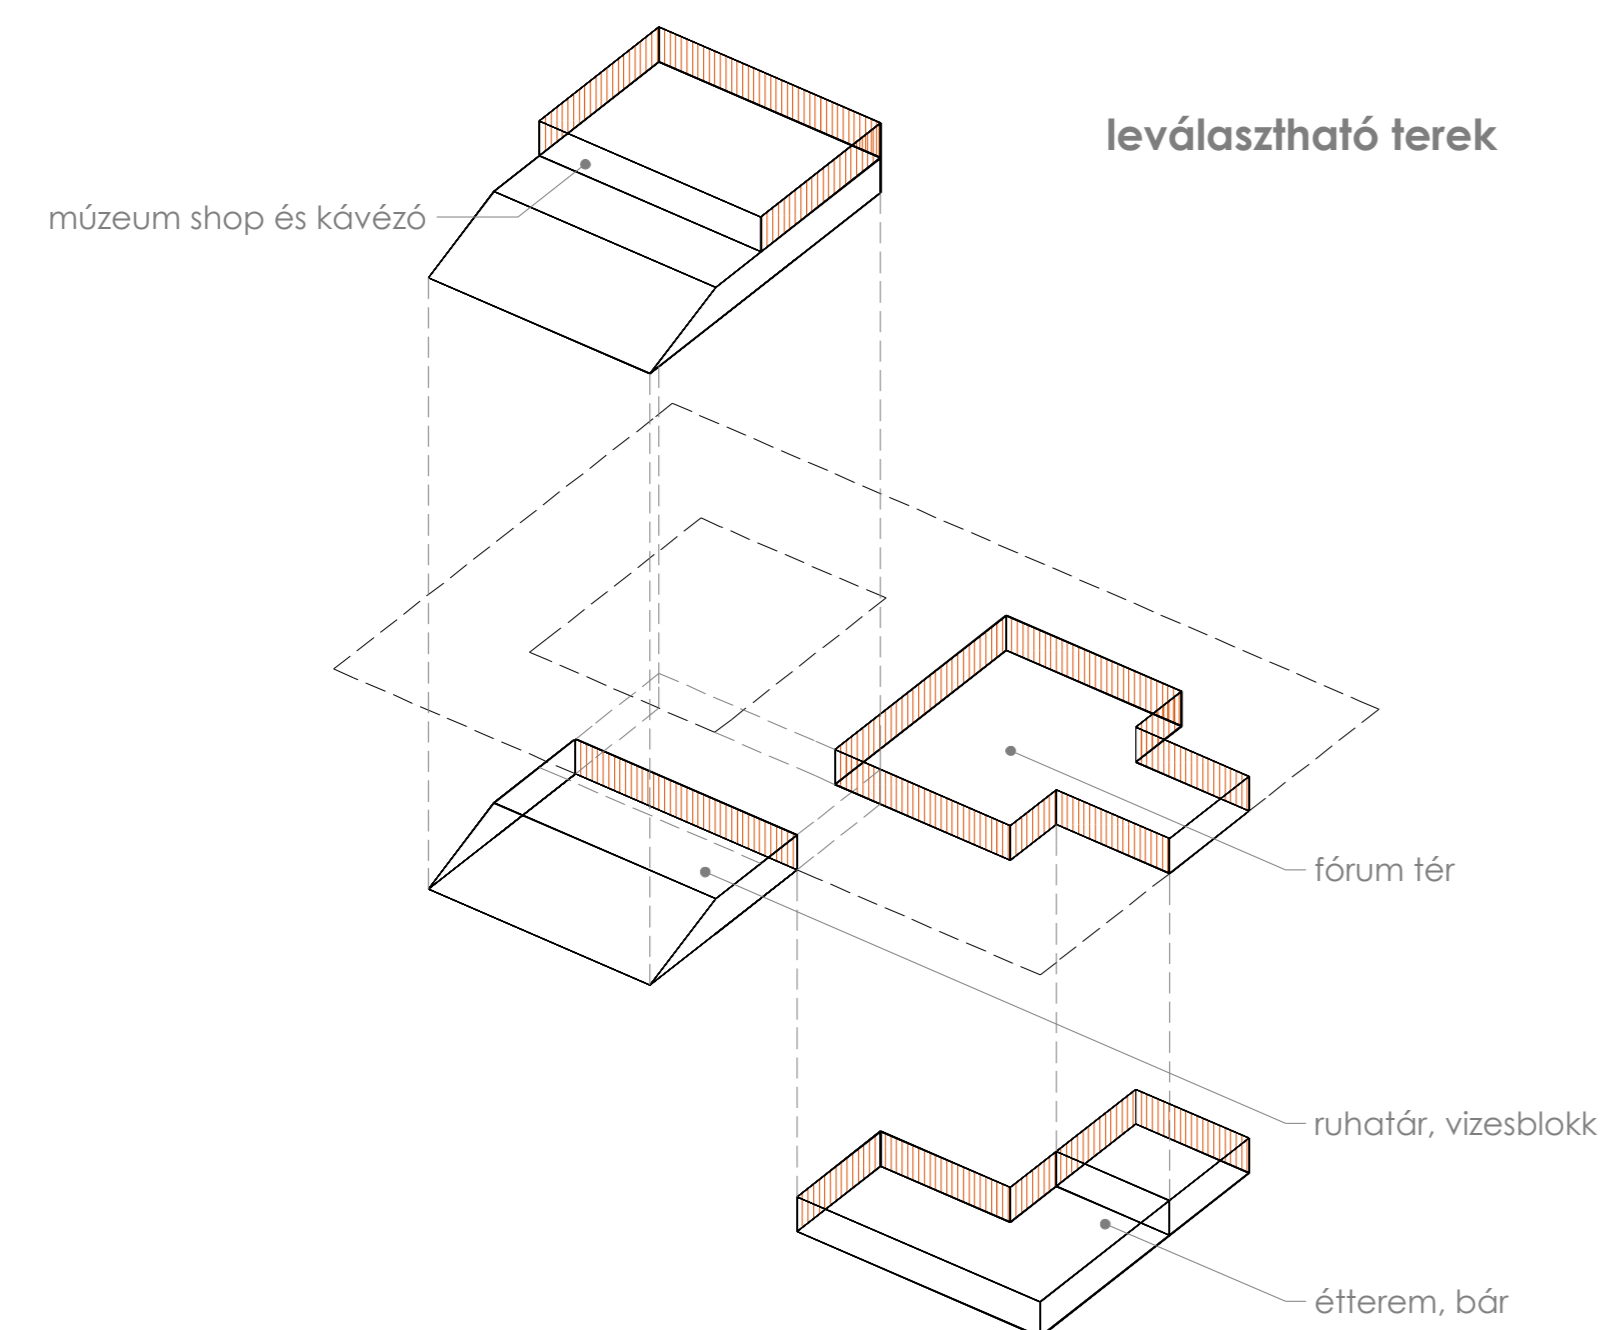 leválasztható terek
múzeum shop és kávézó
fórum tér
ruhatár, vizesblokk
étterem, bár